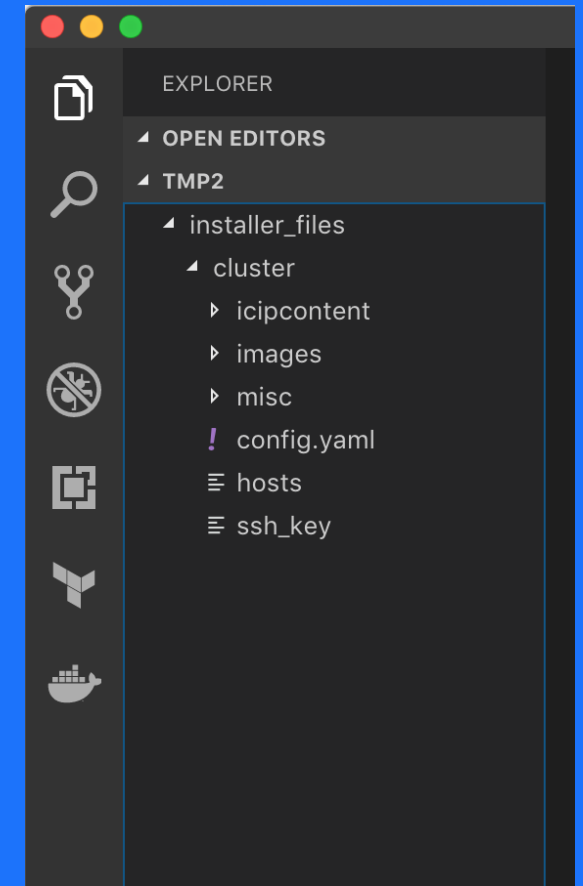 EXPLORER
OPEN EDITORS
TMP2
installer_files
cluster
icipcontent
images
misc
! config.yaml
hosts
ssh_key